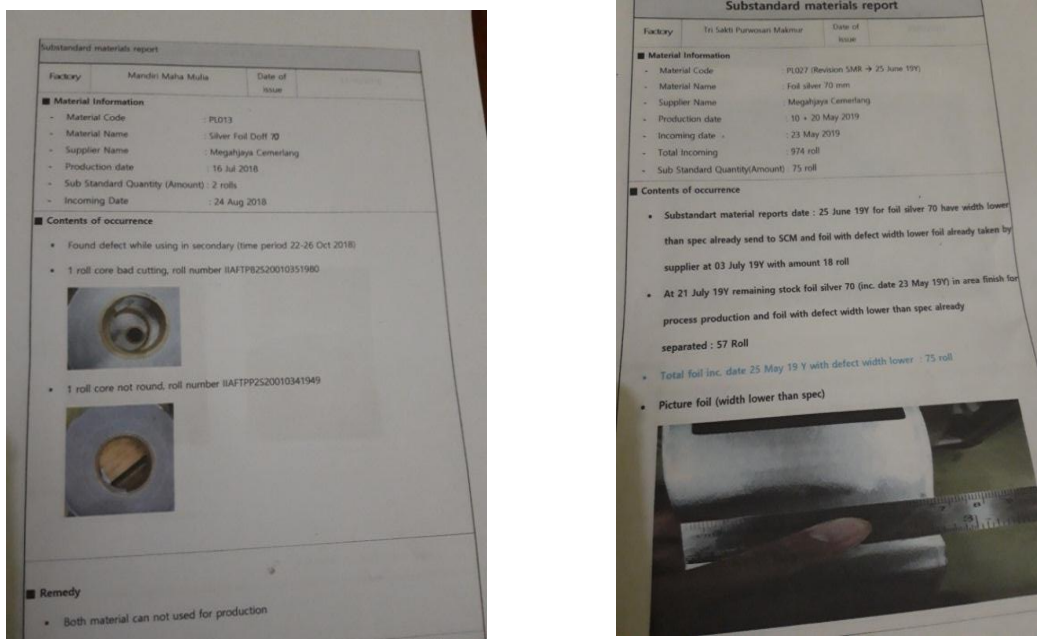 Substandard materials report
Factory Mandiri Maha Mulia Date of issue
■ Material Information
- Material Code : PL013
- Material Name : Silver Foil Doff 70
- Supplier Name : Megahjaya Cemerlang
- Production date : 16 Jul 2018
- Sub Standard Quantity (Amount) : 2 rolls
- Incoming Date : 24 Aug 2018
■ Contents of occurrence
• Found defect while using in secondary (time period 22-26 Oct 2018)
• 1 roll core bad cutting, roll number IIAFTP82S20010351980
• 1 roll core not round, roll number IIAFTPP2S20010341949
■ Remedy
• Both material can not used for production
Substandard materials report
Factory Tri Sakti Purwosari Makmur Date of issue
■ Material Information
- Material Code : PL027 (Revision SMR → 25 June 19Y)
- Material Name : Foil silver 70 mm
- Supplier Name : Megahjaya Cemerlang
- Production date : 10 + 20 May 2019
- Incoming date - : 23 May 2019
- Total Incoming : 974 roll
- Sub Standard Quantity(Amount) : 75 roll
■ Contents of occurrence
• Substandart material reports date : 25 June 19Y for foil silver 70 have width lower
than spec already send to SCM and foil with defect width lower foil already taken by
supplier at 03 July 19Y with amount 18 roll
• At 21 July 19Y remaining stock foil silver 70 (inc. date 23 May 19Y) in area finish for
process production and foil with defect width lower than spec already
separated : 57 Roll
• Total foil inc. date 25 May 19 Y with defect width lower : 75 roll
• Picture foil (width lower than spec)